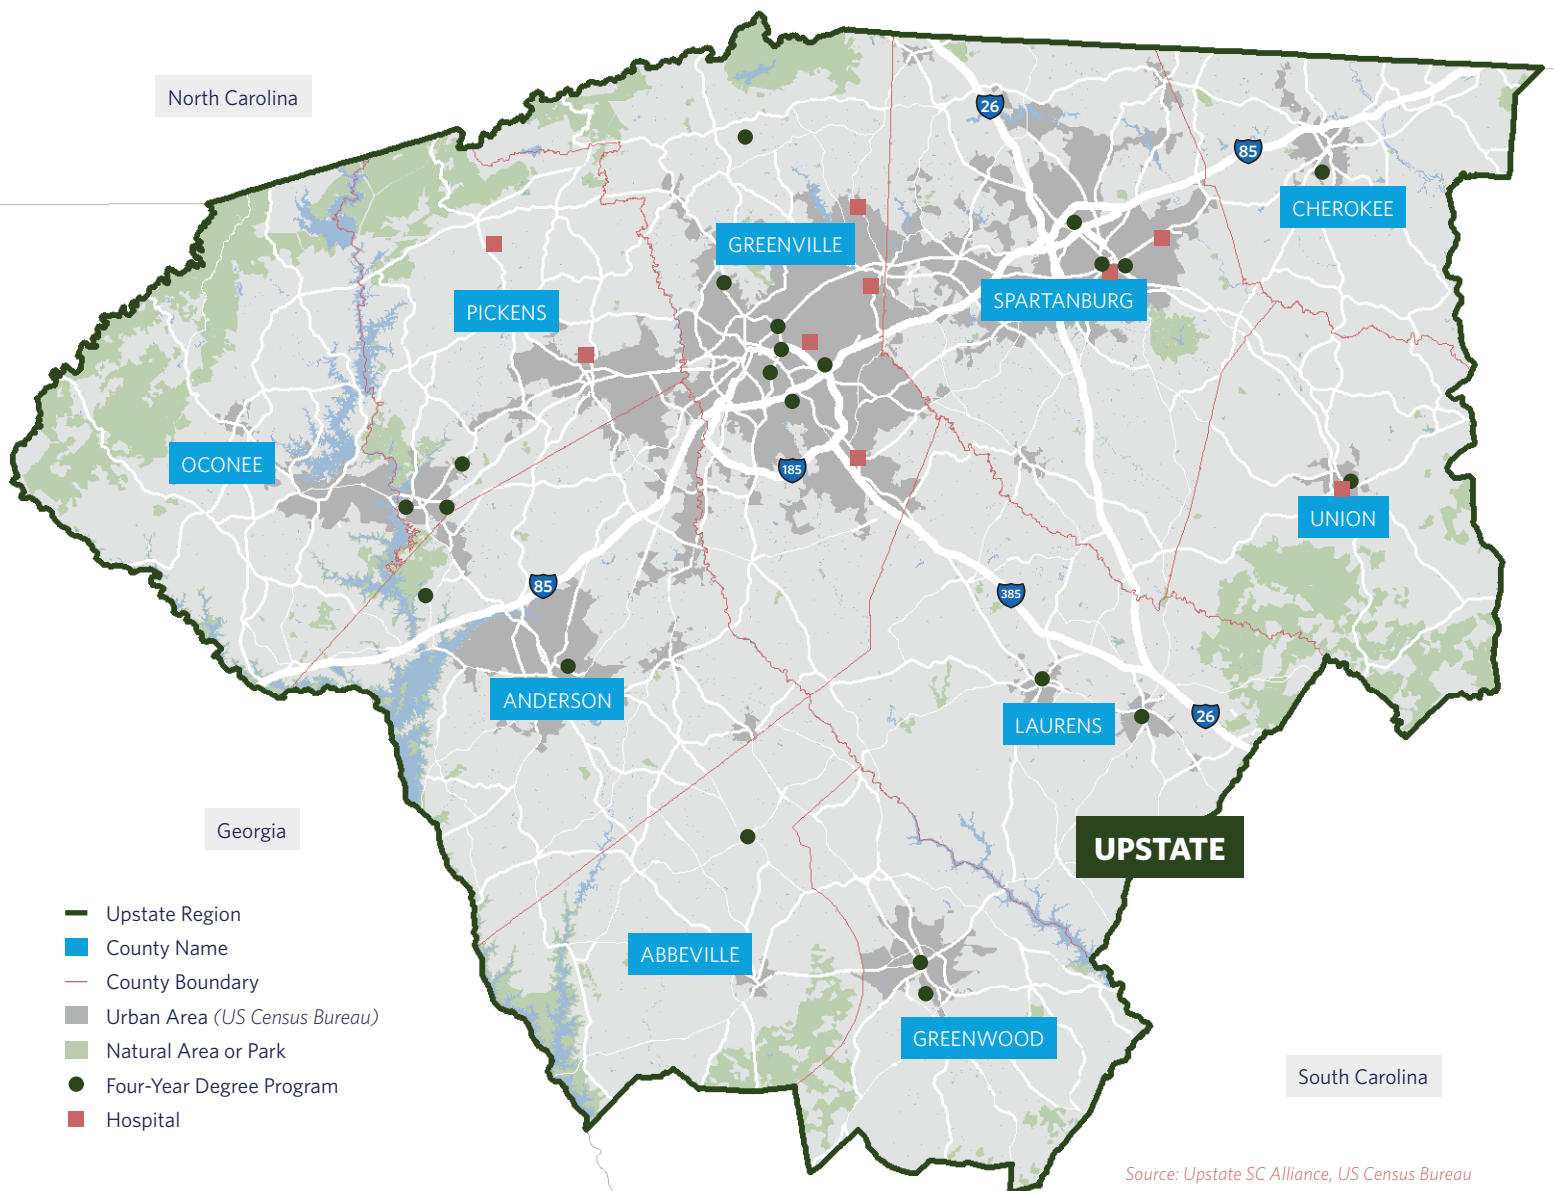 North Carolina
26
85
CHEROKEE
GREENVILLE
PICKENS
SPARTANBURG
OCONEE
185
UNION
85
385
ANDERSON
LAURENS
26
Georgia
UPSTATE
Upstate Region
County Name
County Boundary
Urban Area (US Census Bureau)
Natural Area or Park
Four-Year Degree Program
Hospital
ABBEVILLE
GREENWOOD
South Carolina
Source: Upstate SC Alliance, US Census Bureau